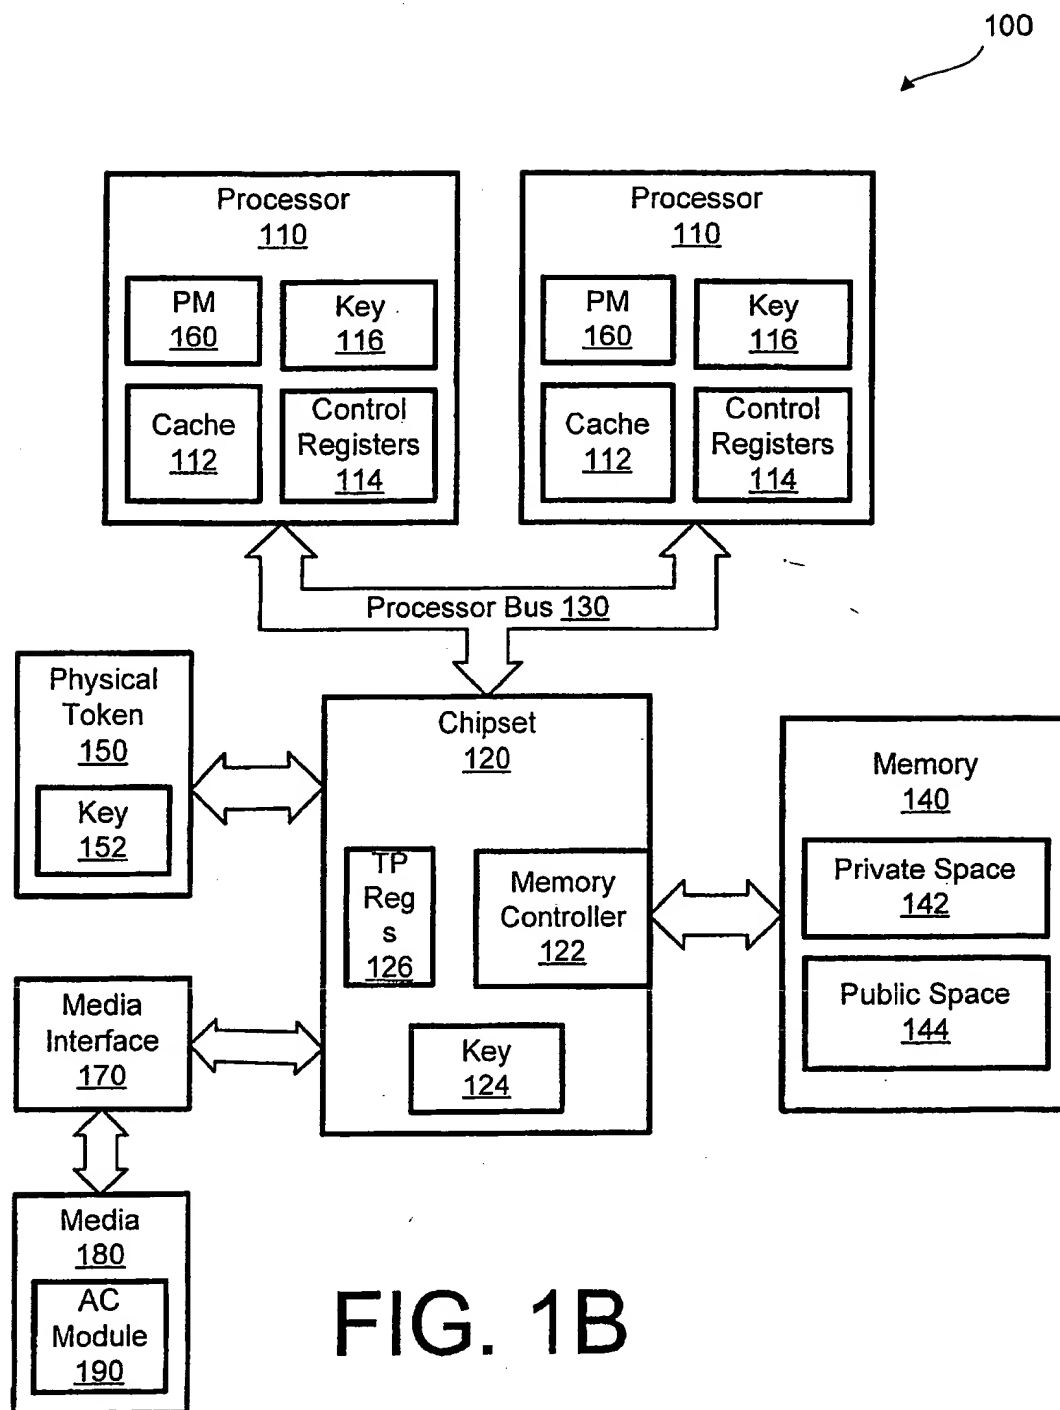 100
Processor
110
PM
160
Key
116
Cache
112
Control
Registers
114
Processor
110
PM
160
Key
116
Cache
112
Control
Registers
114
Processor Bus 130
Physical
Token
150
Key
152
Chipset
120
TP
Reg
s
126
Memory
Controller
122
Key
124
Memory
140
Private Space
142
Public Space
144
Media
Interface
170
Media
180
AC
Module
190
FIG. 1B